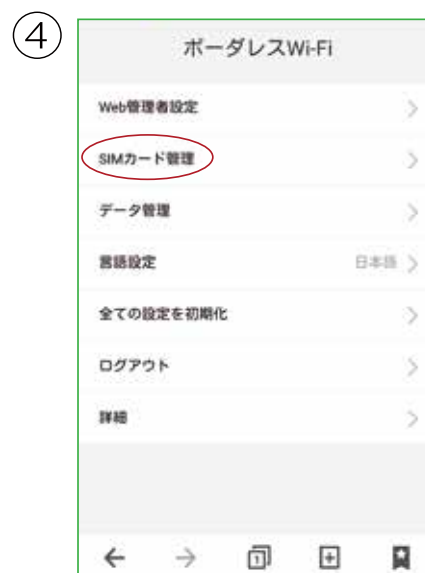 ④
ボーダレスWi-Fi
Web管理者設定
SIMカード管理
データ管理
言語設定 日本語
全ての設定を初期化
ログアウト
詳細
1